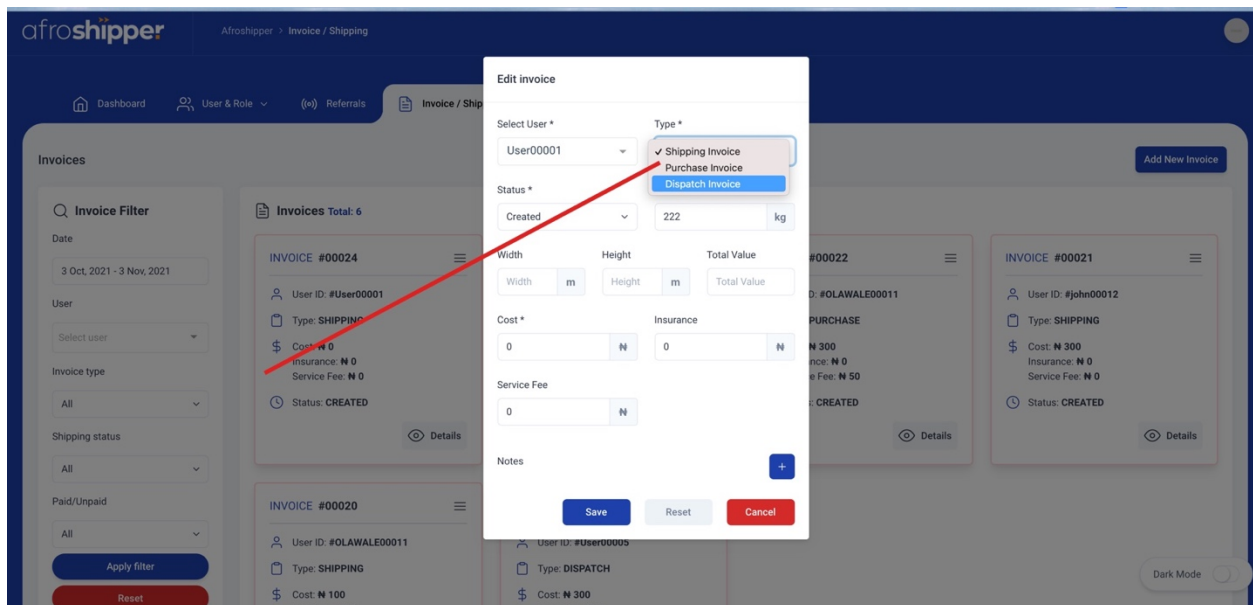 afroshipper
Afroshipper > Invoice / Shipping
Dashboard
User & Role
Referrals
Invoice / Ship
Invoices
Add New Invoice
Invoice Filter
Date
3 Oct, 2021 - 3 Nov, 2021
User
Select user
Invoice type
All
Shipping status
All
Paid/Unpaid
All
Apply filter
Reset
Invoices Total: 6
INVOICE #00024
User ID: #User00001
Type: SHIPPING
Cost: ₦ 0
Insurance: ₦ 0
Service Fee: ₦ 0
Status: CREATED
Details
INVOICE #00020
User ID: #OLAWALE00011
Type: SHIPPING
Cost: ₦ 100
Edit invoice
Select User *
User00001
Type *
✓ Shipping Invoice
Purchase Invoice
Dispatch Invoice
Status *
Created
222 kg
Width
Height
Total Value
Width m
Height m
Total Value
Cost *
Insurance
0 ₦
0 ₦
Service Fee
0 ₦
Notes
+
Save
Reset
Cancel
User ID: #User00005
Type: DISPATCH
Cost: ₦ 300
#00022
D: #OLAWALE00011
PURCHASE
₦ 300
nce: ₦ 0
e Fee: ₦ 50
: CREATED
Details
INVOICE #00021
User ID: #john00012
Type: SHIPPING
Cost: ₦ 300
Insurance: ₦ 0
Service Fee: ₦ 0
Status: CREATED
Details
Dark Mode